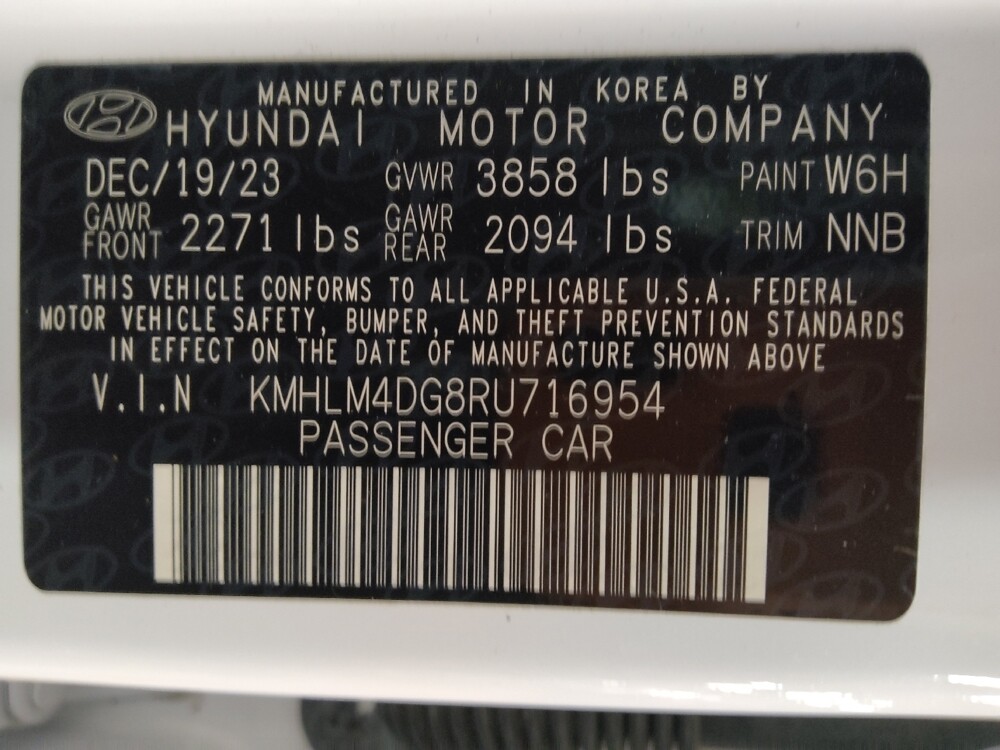 MANUFACTURED IN KOREA BY
HYUNDAI MOTOR COMPANY
DEC/19/23 GVWR 3858 lbs PAINT W6H
GAWR FRONT 2271 lbs GAWR REAR 2094 lbs TRIM NNB
THIS VEHICLE CONFORMS TO ALL APPLICABLE U.S.A. FEDERAL
MOTOR VEHICLE SAFETY, BUMPER, AND THEFT PREVENTION STANDARDS
IN EFFECT ON THE DATE OF MANUFACTURE SHOWN ABOVE
V.I.N KMHLM4DG8RU716954
PASSENGER CAR